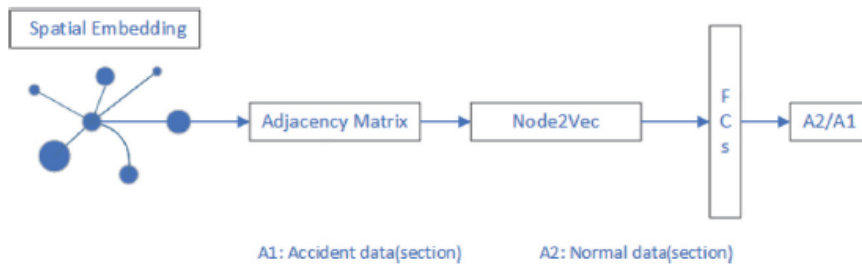 Spatial Embedding
Adjacency Matrix
Node2Vec
F
C
s
A2/A1
A1: Accident data(section)
A2: Normal data(section)